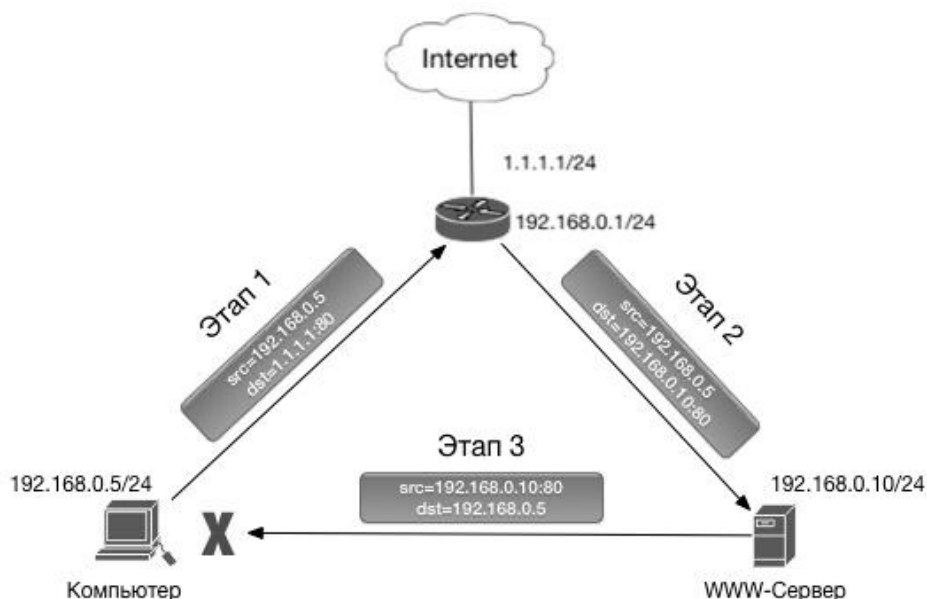 Internet
1.1.1.1/24
192.168.0.1/24
Этап 1
src=192.168.0.5
dst=1.1.1.1:80
Этап 2
src=192.168.0.5
dst=192.168.0.10:80
Этап 3
src=192.168.0.10:80
dst=192.168.0.5
192.168.0.5/24
X
Компьютер
192.168.0.10/24
WWW-Сервер